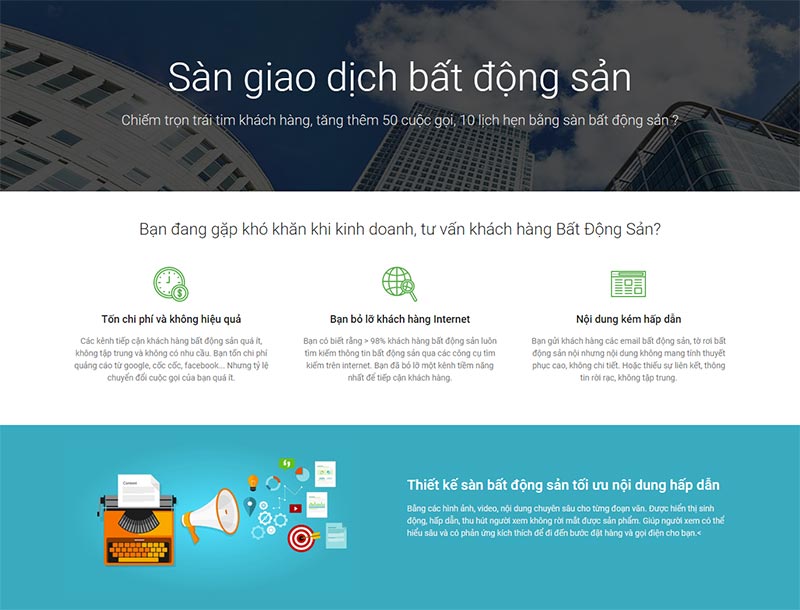 Sàn giao dịch bất động sản
Chiếm trọn trái tim khách hàng, tăng thêm 50 cuộc gọi, 10 lịch hẹn bằng sàn bất động sản ?
Bạn đang gặp khó khăn khi kinh doanh, tư vấn khách hàng Bất Động Sản?
Tốn chi phí và không hiệu quả
Các kênh tiếp cận khách hàng bất động sản quá ít,
không tập trung và không có nhu cầu. Bạn tốn chi phí
quảng cáo từ google, cốc cốc, facebook... Nhưng tỷ lệ
chuyển đổi cuộc gọi của bạn quá ít.
Bạn bỏ lỡ khách hàng Internet
Bạn có biết rằng > 98% khách hàng bất động sản luôn
tìm kiếm thông tin bất động sản qua các công cụ tìm
kiếm trên internet. Bạn đã bỏ lỡ một kênh tiềm năng
nhất để tiếp cận khách hàng.
Nội dung kém hấp dẫn
Bạn gửi khách hàng các email bất động sản, tờ rơi bất
động sản nội nhưng nội dung không mang tính thuyết
phục cao, không chi tiết. Hoặc thiếu sự liên kết, thông
tin rời rạc, không tập trung.
Content
Thiết kế sàn bất động sản tối ưu nội dung hấp dẫn
Bằng các hình ảnh, video, nội dung chuyên sâu cho từng đoạn văn. Được hiển thị sinh
động, hấp dẫn, thu hút người xem không rời mắt được sản phẩm. Giúp người xem có thể
hiểu sâu và có phản ứng kích thích để đi đến bước đặt hàng và gọi điện cho bạn.<